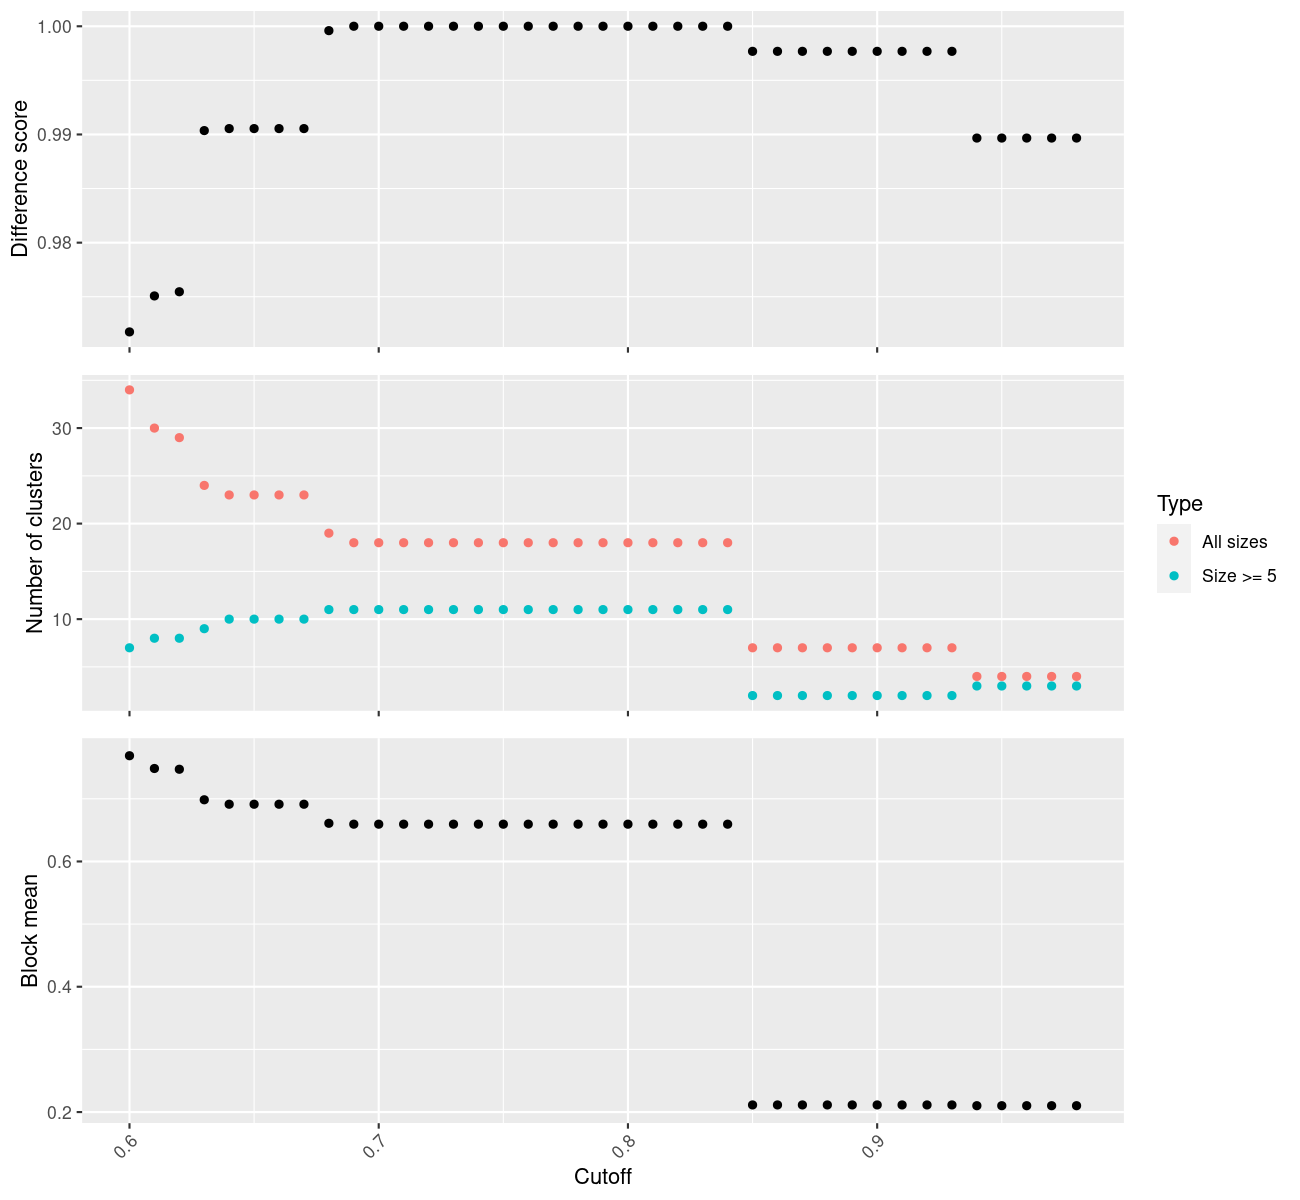 1.00
0.99
0.98
Difference score
30
20
10
Number of clusters
Type
All sizes
Size >= 5
0.6
0.4
0.2
Block mean
0.6
0.7
0.8
0.9
Cutoff